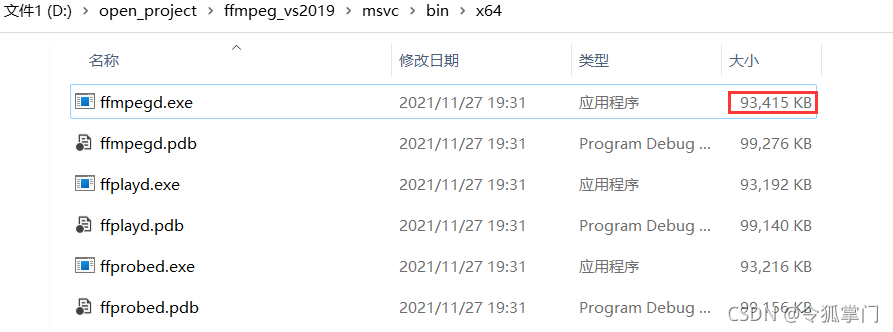 文件1 (D:) › open_project › ffmpeg_vs2019 › msvc › bin › x64
名称 修改日期 类型 大小
ffmpegd.exe 2021/11/27 19:31 应用程序 93,415 KB
ffmpegd.pdb 2021/11/27 19:31 Program Debug ... 99,276 KB
ffplayd.exe 2021/11/27 19:31 应用程序 93,192 KB
ffplayd.pdb 2021/11/27 19:31 Program Debug ... 99,140 KB
ffprobed.exe 2021/11/27 19:31 应用程序 93,216 KB
ffprobed.pdb 2021/11/27 19:31 Program Debug ... 99,156 KB
CSDN @令狐掌门